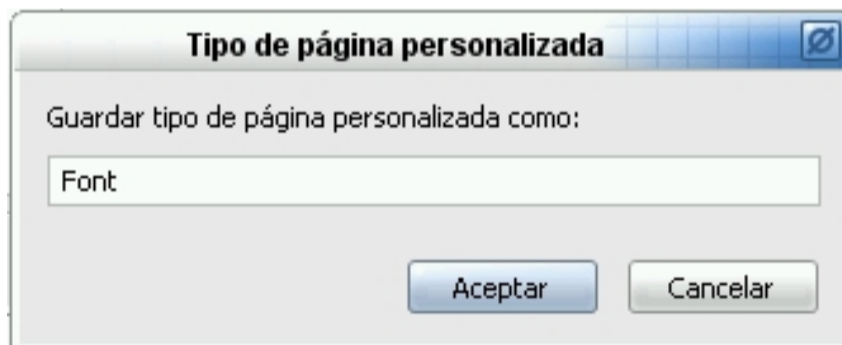 Tipo de página personalizada
Guardar tipo de página personalizada como:
Font
Aceptar Cancelar